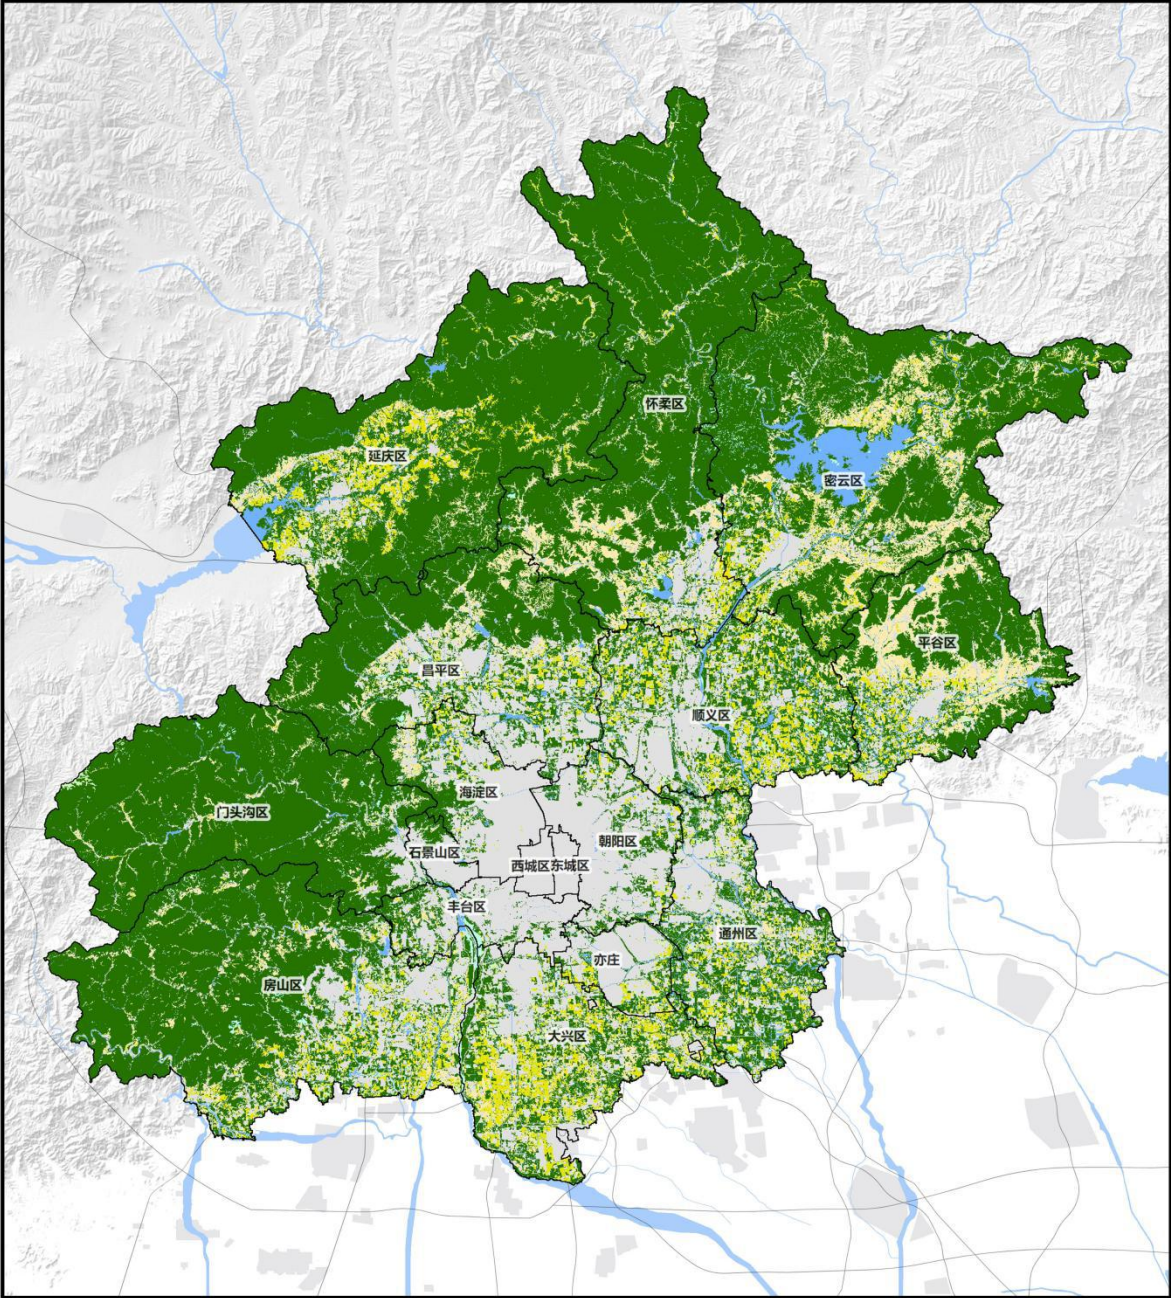 怀柔区
延庆区
密云区
平谷区
昌平区
顺义区
海淀区
门头沟区
朝阳区
石景山区
西城区东城区
丰台区
通州区
亦庄
房山区
大兴区